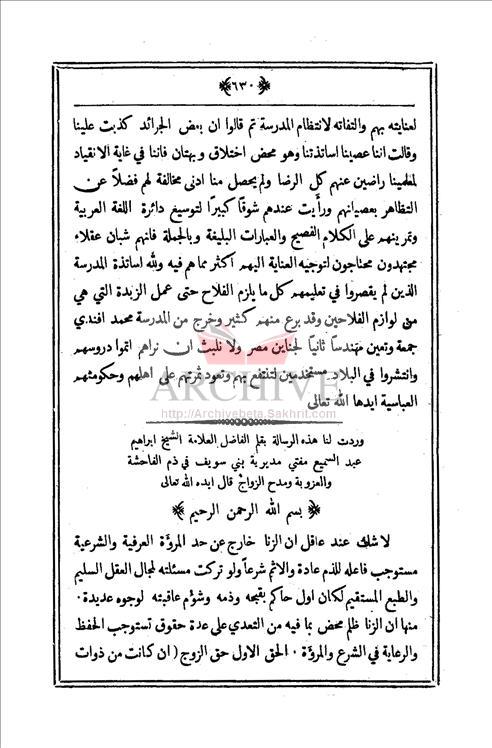 ﴿٦٣٠﴾
لعنايته بهم والتفاته لانتظام المدرسة ثم قالوا ان بعض الجرائد كذبت علينا
وقالت اننا عصينا اساتذتنا وهو محض اختلاق وبهتان فاننا في غاية الانقياد
لمعلمينا راضين عنهم كل الرضا ولم يحصل منا ادنى مخالفة لهم فضلاً عن
التظاهر بعصيانهم ورأيت عندهم شوقًا كبيرًا لتوسيع دائرة اللغة العربية
وتمرينهم على الكلام الفصيح والعبارات البليغة وبالجملة فانهم شبان عقلاء
مجتهدون محتاجون لتوجيه العناية اليهم اكثر مما هم فيه ولله اساتذة المدرسة
الذين لم يقصروا في تعليمهم كل ما يلزم الفلاح حتى عمل الزبدة التي هي
من لوازم الفلاحين وقد برع منهم كثير وخرج من المدرسة محمد افندي
جمعة وتعين مهندسًا ثانيًا لجناين مصر ولا نلبث ان نراهم اتموا دروسهم
وانتشروا في البلاد مستخدمين لتنتفع بهم وتعود ثمرتهم على اهلهم وحكومتهم
العباسية ايدها الله تعالى
ARCHIVE
http://Archivebeta.Sakhrit.com
وردت لنا هذه الرسالة بقلم الفاضل العلامة الشيخ ابراهيم
عبد السميع مفتي مديرية بني سويف في ذم الفاحشة
والعزوبة ومدح الزواج قال ايده الله تعالى
﴿ بسم الله الرحمن الرحيم ﴾
لا شك عند عاقل ان الزنا خارج عن حد المروَّة العرفية والشرعية
مستوجب فاعله للذم عادة والاثم شرعاً ولو تركت مسئلته لمجال العقل السليم
والطبع المستقيم لكان اول حاكم بقبحه وذمه وشؤم عاقبته لوجوه عديدة ٠
منها ان الزنا ظلم محض بما فيه من التعدي على عدة حقوق تستوجب الحفظ
والرعاية في الشرع والمروَّة ٠ الحق الاول حق الزوج ( ان كانت من ذوات